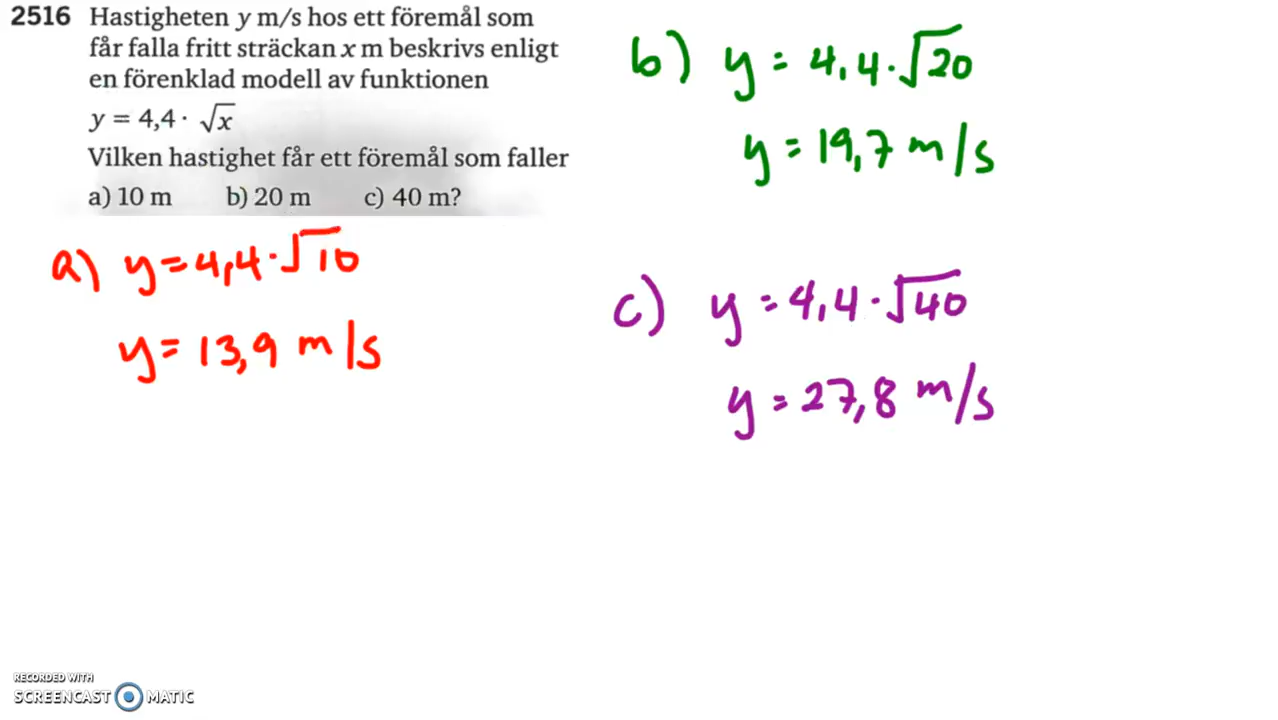 2516 Hastigheten y m/s hos ett föremål som
får falla fritt sträckan x m beskrivs enligt
en förenklad modell av funktionen
y = 4,4 · √x
Vilken hastighet får ett föremål som faller
a) 10 m b) 20 m c) 40 m?
a) y = 4,4 · √10
y = 13,9 m/s
b) y = 4,4 · √20
y = 19,7 m/s
c) y = 4,4 · √40
y = 27,8 m/s
RECORDED WITH
SCREENCAST MATIC